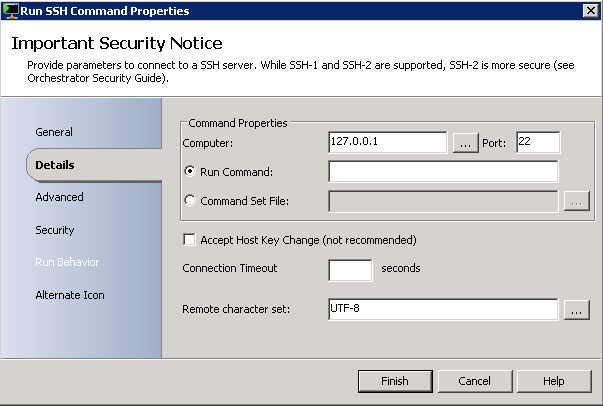 Run SSH Command Properties
Important Security Notice
Provide parameters to connect to a SSH server. While SSH-1 and SSH-2 are supported, SSH-2 is more secure (see
Orchestrator Security Guide).
General
Details
Advanced
Security
Run Behavior
Alternate Icon
Command Properties
Computer: 127.0.0.1 ... Port: 22
Run Command:
Command Set File: ...
Accept Host Key Change (not recommended)
Connection Timeout seconds
Remote character set: UTF-8 ...
Finish Cancel Help